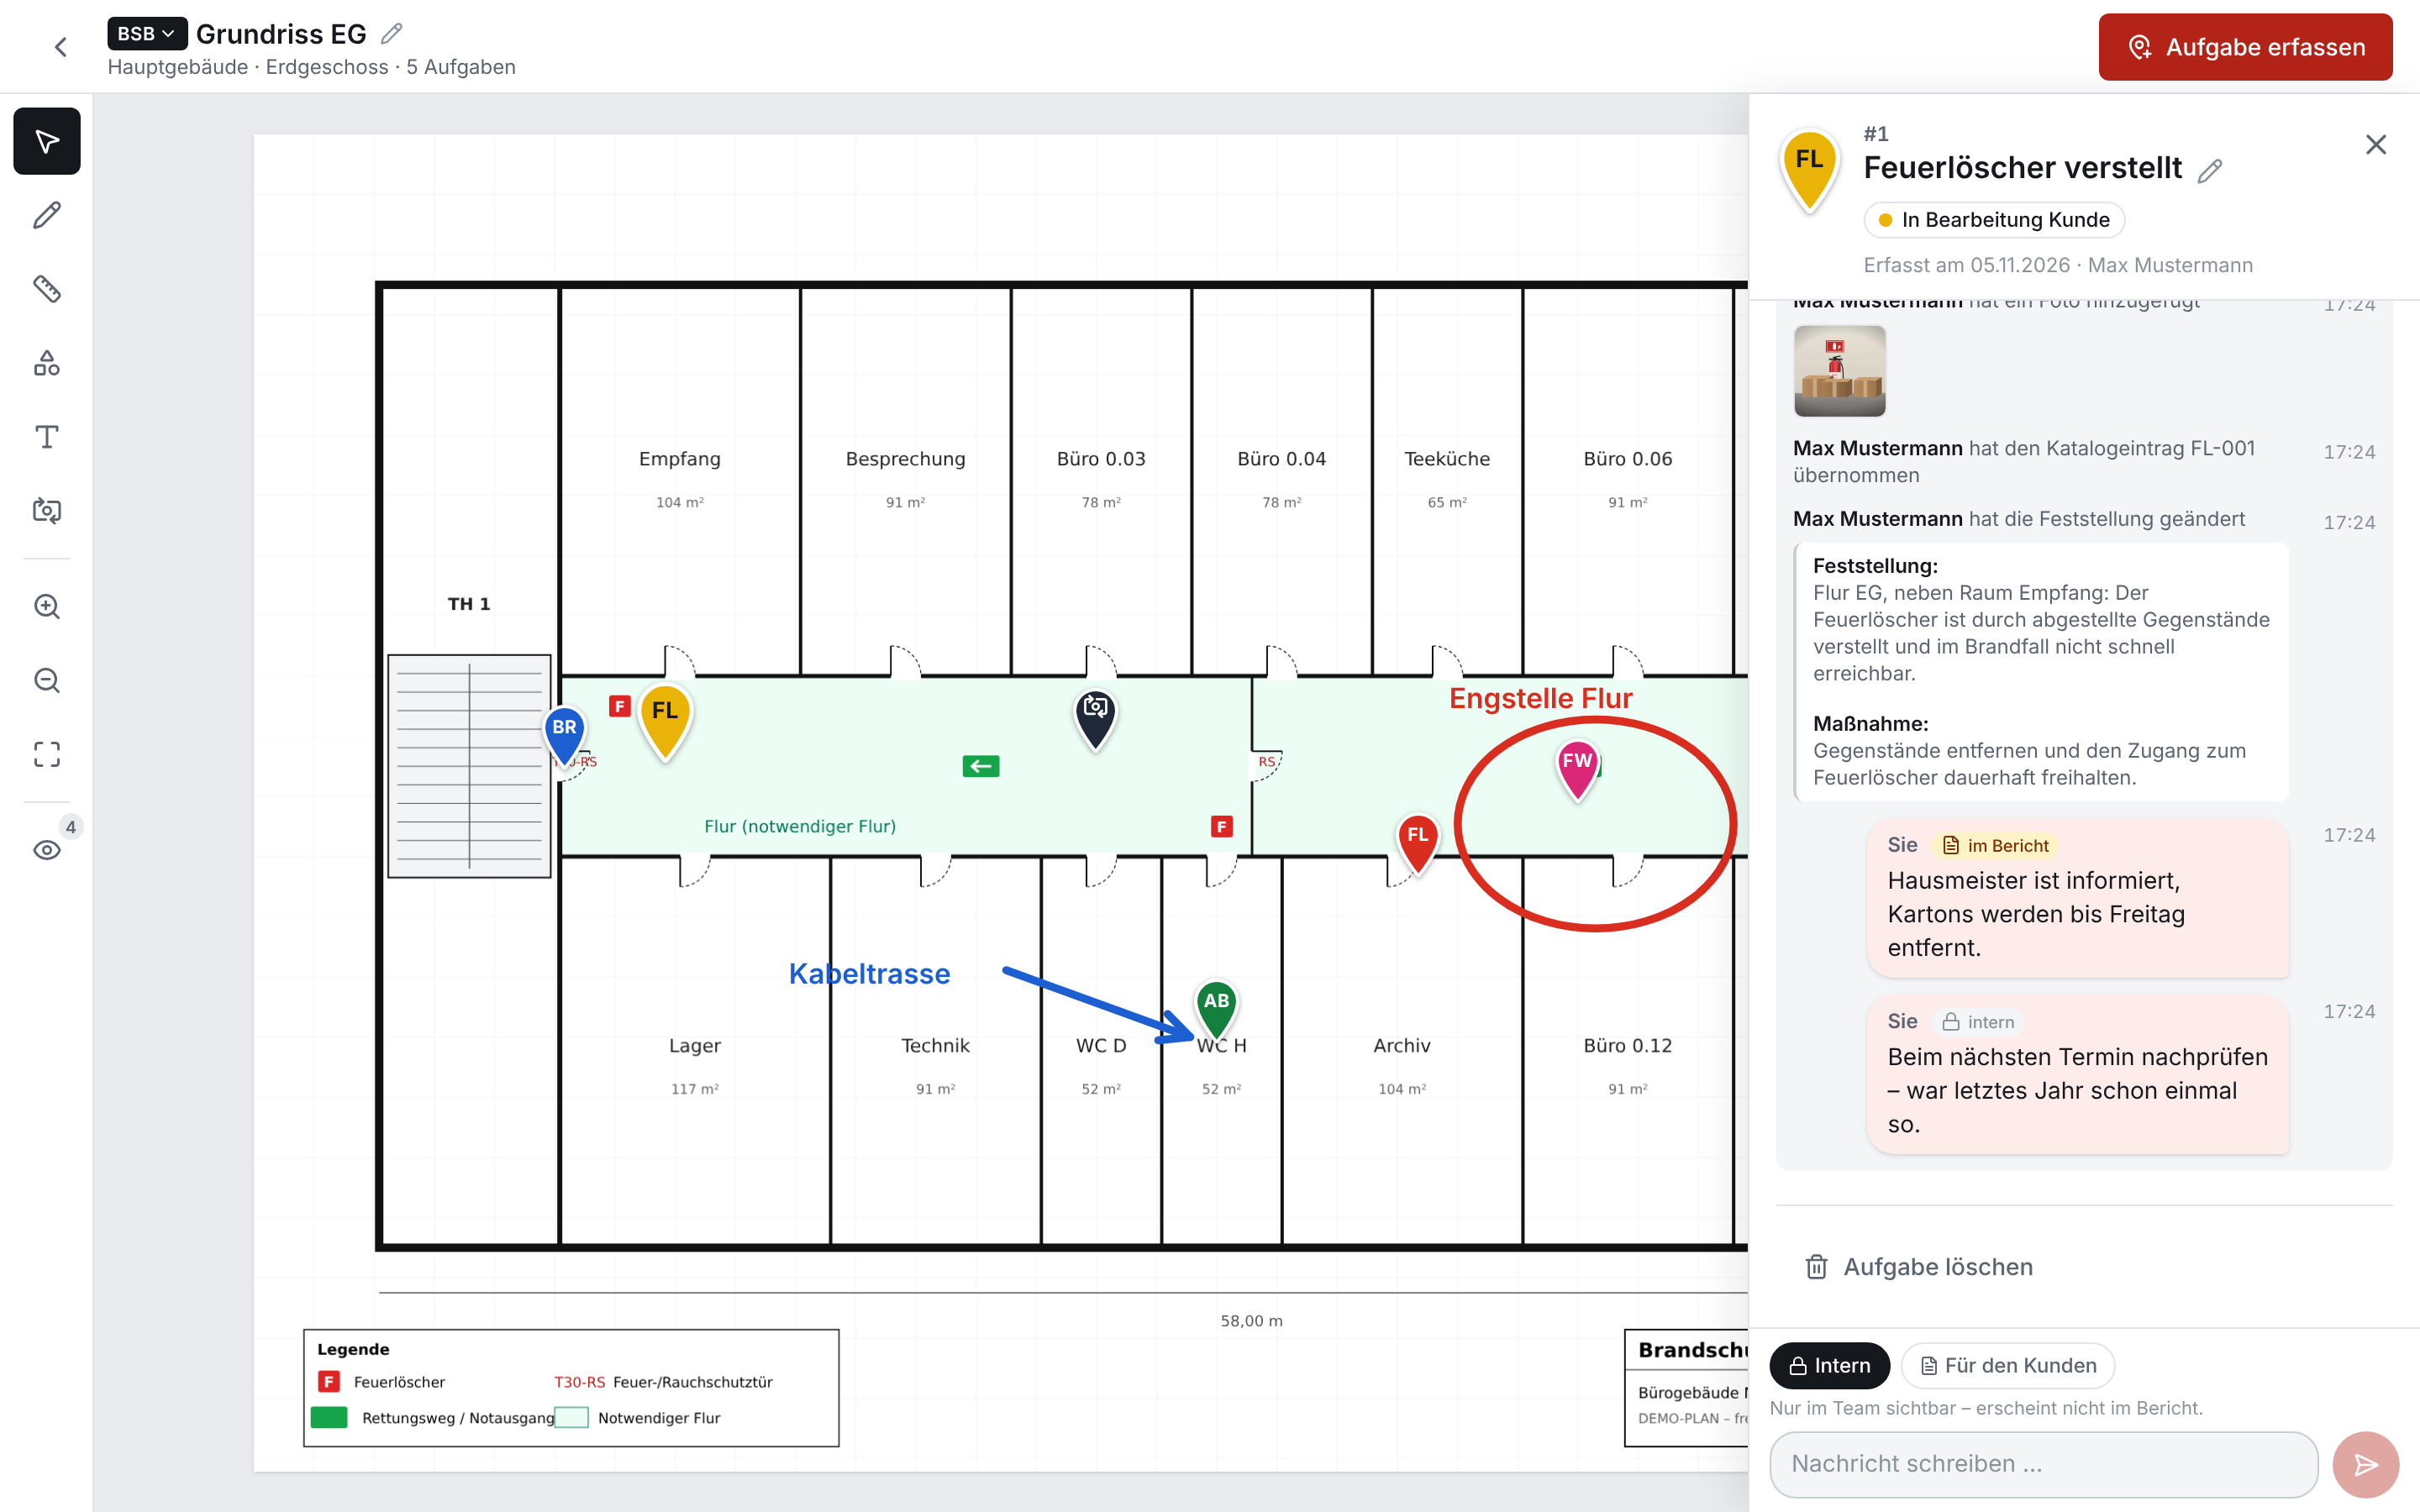 BSB
Grundriss EG
Hauptgebäude · Erdgeschoss · 5 Aufgaben
Aufgabe erfassen
4
Empfang
104 m²
Besprechung
91 m²
Büro 0.03
78 m²
Büro 0.04
78 m²
Teeküche
65 m²
Büro 0.06
91 m²
TH 1
BR
F
FL
Engstelle Flur
FW
RS
Flur (notwendiger Flur)
F
FL
Kabeltrasse
AB
Lager
117 m²
Technik
91 m²
WC D
52 m²
WC H
52 m²
Archiv
104 m²
Büro 0.12
91 m²
58,00 m
Legende
F Feuerlöscher
T30-RS Feuer-/Rauchschutztür
Rettungsweg / Notausgang
Notwendiger Flur
Bürogebäude
DEMO-PLAN –
FL
#1
Feuerlöscher verstellt
In Bearbeitung Kunde
Erfasst am 05.11.2026 · Max Mustermann
Max Mustermann hat ein Foto hinzugefügt 17:24
Max Mustermann hat den Katalogeintrag FL-001 17:24
übernommen
Max Mustermann hat die Feststellung geändert 17:24
Feststellung:
Flur EG, neben Raum Empfang: Der
Feuerlöscher ist durch abgestellte Gegenstände
verstellt und im Brandfall nicht schnell
erreichbar.
Maßnahme:
Gegenstände entfernen und den Zugang zum
Feuerlöscher dauerhaft freihalten.
Sie im Bericht 17:24
Hausmeister ist informiert,
Kartons werden bis Freitag
entfernt.
Sie intern 17:24
Beim nächsten Termin nachprüfen
– war letztes Jahr schon einmal
so.
Aufgabe löschen
Intern
Für den Kunden
Nur im Team sichtbar – erscheint nicht im Bericht.
Nachricht schreiben ...